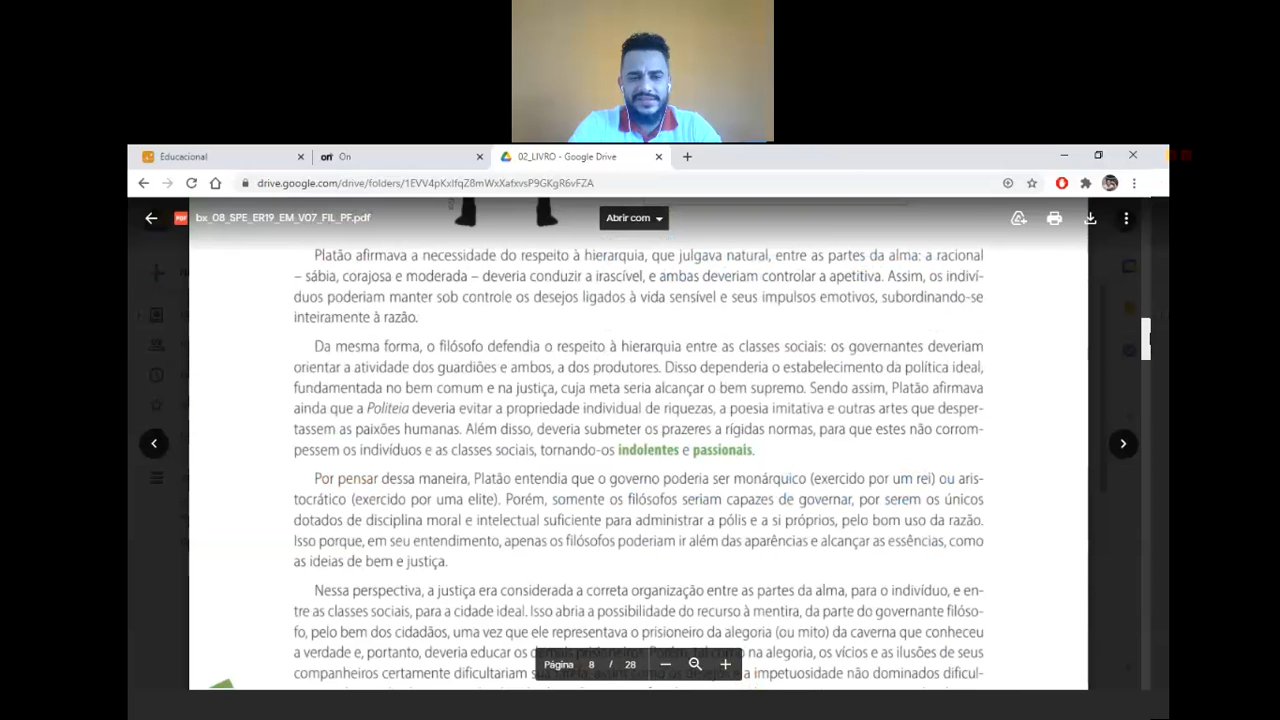 Educacional
On
02_LIVRO - Google Drive
drive.google.com/drive/folders/1EVV4pKxIfqZ8mWxXafxvsP9GKgR6vFZA
PDF bx_08_SPE_ER19_EM_V07_FIL_PF.pdf
Abrir com
Platão afirmava a necessidade do respeito à hierarquia, que julgava natural, entre as partes da alma: a racional
– sábia, corajosa e moderada – deveria conduzir a irascível, e ambas deveriam controlar a apetitiva. Assim, os indiví-
duos poderiam manter sob controle os desejos ligados à vida sensível e seus impulsos emotivos, subordinando-se
inteiramente à razão.
Da mesma forma, o filósofo defendia o respeito à hierarquia entre as classes sociais: os governantes deveriam
orientar a atividade dos guardiões e ambos, a dos produtores. Disso dependeria o estabelecimento da política ideal,
fundamentada no bem comum e na justiça, cuja meta seria alcançar o bem supremo. Sendo assim, Platão afirmava
ainda que a Politeia deveria evitar a propriedade individual de riquezas, a poesia imitativa e outras artes que desper-
tassem as paixões humanas. Além disso, deveria submeter os prazeres a rígidas normas, para que estes não corrom-
pessem os indivíduos e as classes sociais, tornando-os indolentes e passionais.
Por pensar dessa maneira, Platão entendia que o governo poderia ser monárquico (exercido por um rei) ou aris-
tocrático (exercido por uma elite). Porém, somente os filósofos seriam capazes de governar, por serem os únicos
dotados de disciplina moral e intelectual suficiente para administrar a pólis e a si próprios, pelo bom uso da razão.
Isso porque, em seu entendimento, apenas os filósofos poderiam ir além das aparências e alcançar as essências, como
as ideias de bem e justiça.
Nessa perspectiva, a justiça era considerada a correta organização entre as partes da alma, para o indivíduo, e en-
tre as classes sociais, para a cidade ideal. Isso abria a possibilidade do recurso à mentira, da parte do governante filóso-
fo, pelo bem dos cidadãos, uma vez que ele representava o prisioneiro da alegoria (ou mito) da caverna que conheceu
a verdade e, portanto, deveria educar os demais prisioneiros. Porém, tal como na alegoria, os vícios e as ilusões de seus
companheiros certamente dificultariam sua tarefa, assim como os desejos e a impetuosidade não dominados dificul-
Página 8 / 28